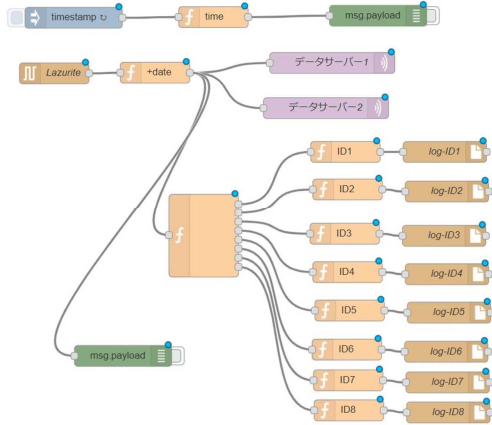 timestamp ↻
time
msg.payload
Lazurite
+date
データサーバー1
データサーバー2
ID1
log-ID1
ID2
log-ID2
ID3
log-ID3
ID4
log-ID4
ID5
log-ID5
ID6
log-ID6
ID7
log-ID7
ID8
log-ID8
msg.payload